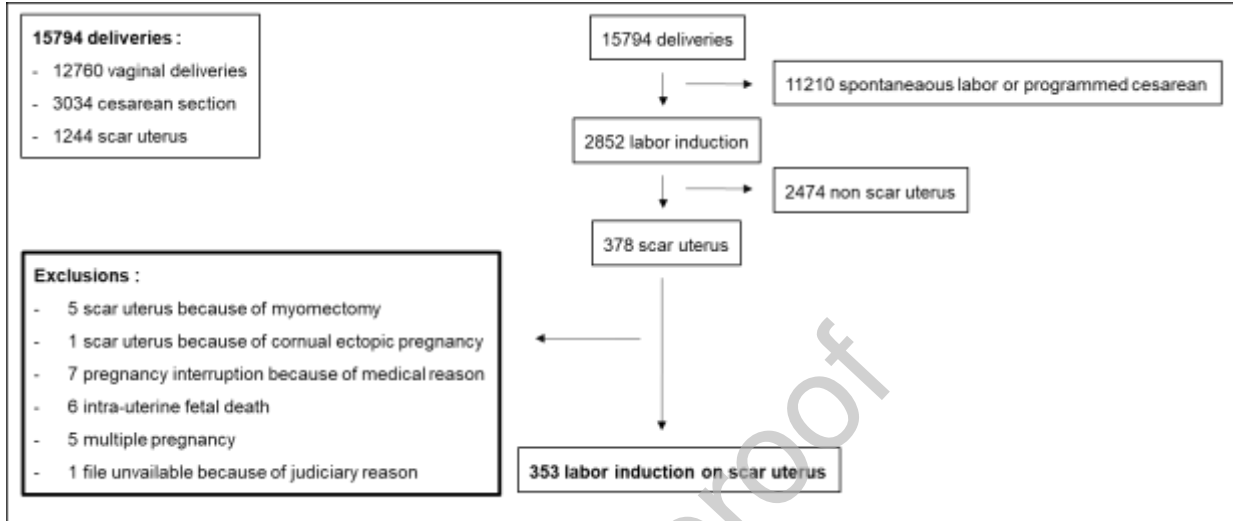 15794 deliveries :
- 12760 vaginal deliveries
- 3034 cesarean section
- 1244 scar uterus
15794 deliveries
11210 spontaneaous labor or programmed cesarean
2852 labor induction
2474 non scar uterus
378 scar uterus
Exclusions :
- 5 scar uterus because of myomectomy
- 1 scar uterus because of cornual ectopic pregnancy
- 7 pregnancy interruption because of medical reason
- 6 intra-uterine fetal death
- 5 multiple pregnancy
- 1 file unvailable because of judiciary reason
353 labor induction on scar uterus
proof